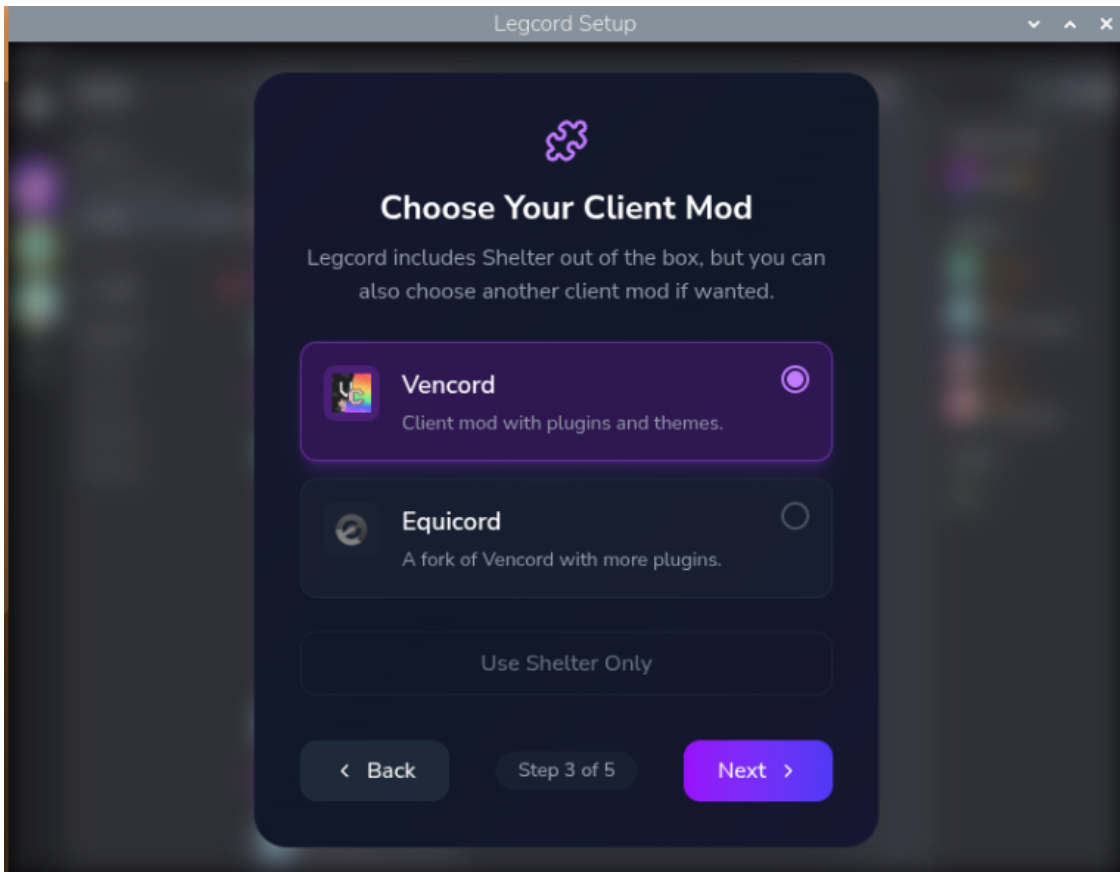 Legcord Setup
Choose Your Client Mod
Legcord includes Shelter out of the box, but you can
also choose another client mod if wanted.
Vencord
Client mod with plugins and themes.
Equicord
A fork of Vencord with more plugins.
Use Shelter Only
Back
Step 3 of 5
Next